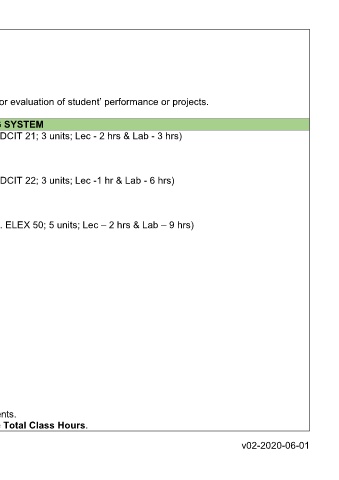 or evaluation of student' performance or projects.
SYSTEM
DCIT 21; 3 units; Lec - 2 hrs & Lab - 3 hrs)
DCIT 22; 3 units; Lec -1 hr & Lab - 6 hrs)
. ELEX 50; 5 units; Lec – 2 hrs & Lab – 9 hrs)
ents.
Total Class Hours.
v02-2020-06-01